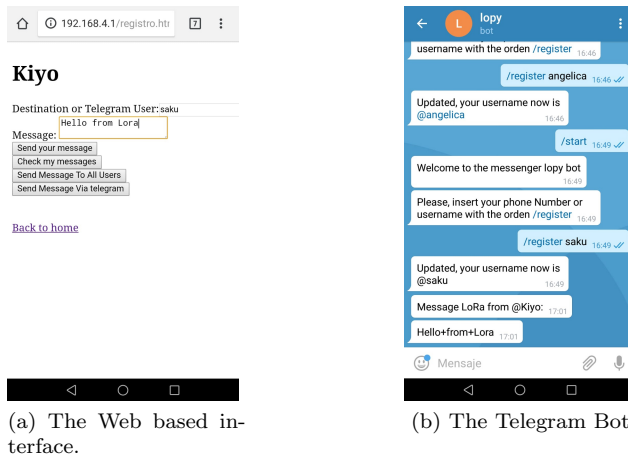 192.168.4.1/registro.htr
7
Kiyo
Destination or Telegram User: saku
Hello from Lora
Message:
Send your message
Check my messages
Send Message To All Users
Send Message Via telegram
Back to home
(a) The Web based in-
terface.
L
lopy
bot
username with the orden /register 16:46
/register angelica 16:46
Updated, your username now is
@angelica
16:46
/start 16:49
Welcome to the messenger lopy bot
16:49
Please, insert your phone Number or
username with the orden /register 16:49
/register saku 16:49
Updated, your username now is
@saku
16:49
Message LoRa from @Kiyo: 17:01
Hello+from+Lora 17:01
Mensaje
(b) The Telegram Bot